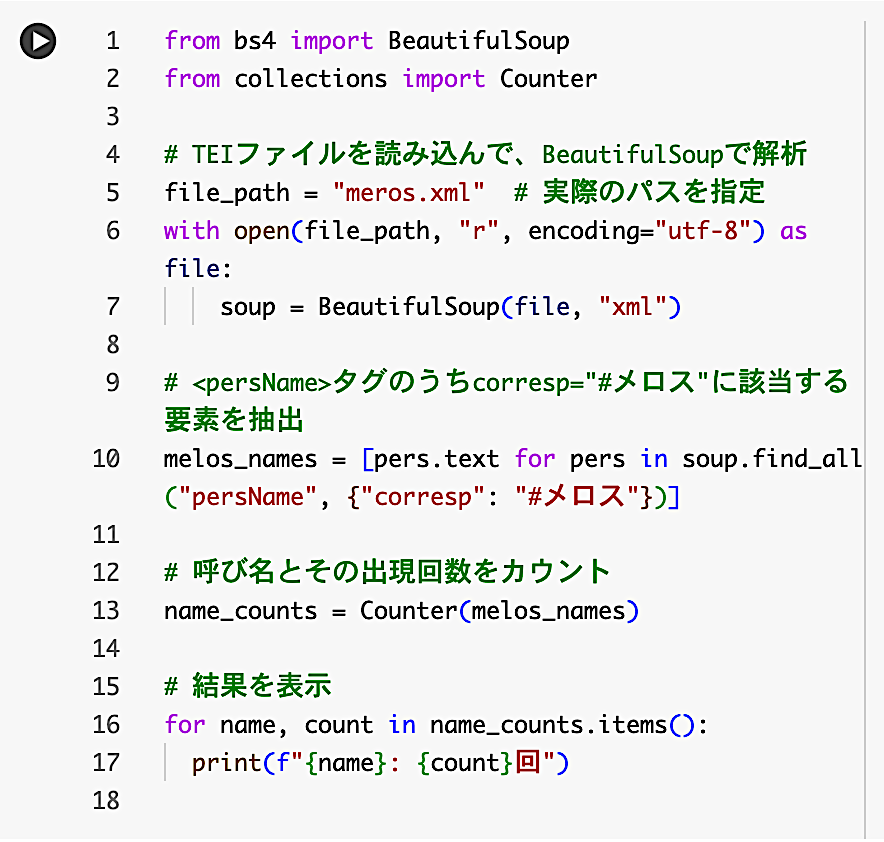 1 from bs4 import BeautifulSoup
2 from collections import Counter
3
4 # TEIファイルを読み込んで、BeautifulSoupで解析
5 file_path = "meros.xml"  # 実際のパスを指定
6 with open(file_path, "r", encoding="utf-8") as
file:
7     soup = BeautifulSoup(file, "xml")
8
9 # <persName>タグのうちcorresp="#メロス"に該当する
要素を抽出
10 melos_names = [pers.text for pers in soup.find_all
("persName", {"corresp": "#メロス"})]
11
12 # 呼び名とその出現回数をカウント
13 name_counts = Counter(melos_names)
14
15 # 結果を表示
16 for name, count in name_counts.items():
17   print(f"{name}: {count}回")
18